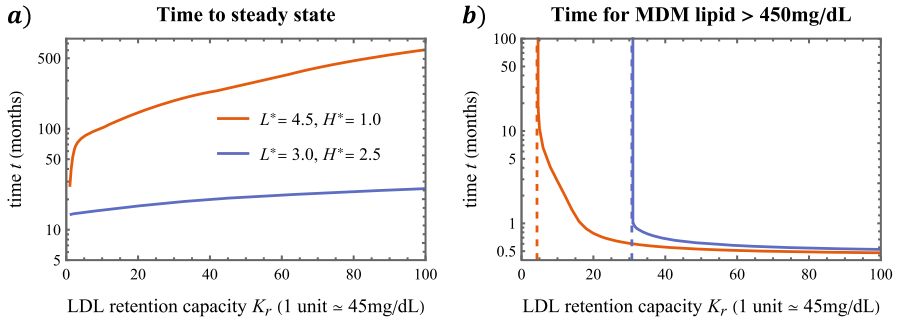 a) Time to steady state
500
100
50
10
5
0 20 40 60 80 100
time t (months)
L*= 4.5, H*= 1.0
L*= 3.0, H*= 2.5
LDL retention capacity Kᵣ (1 unit ≃ 45mg/dL)
b) Time for MDM lipid > 450mg/dL
100
50
10
5
1
0.5
0 20 40 60 80 100
time t (months)
LDL retention capacity Kᵣ (1 unit ≃ 45mg/dL)